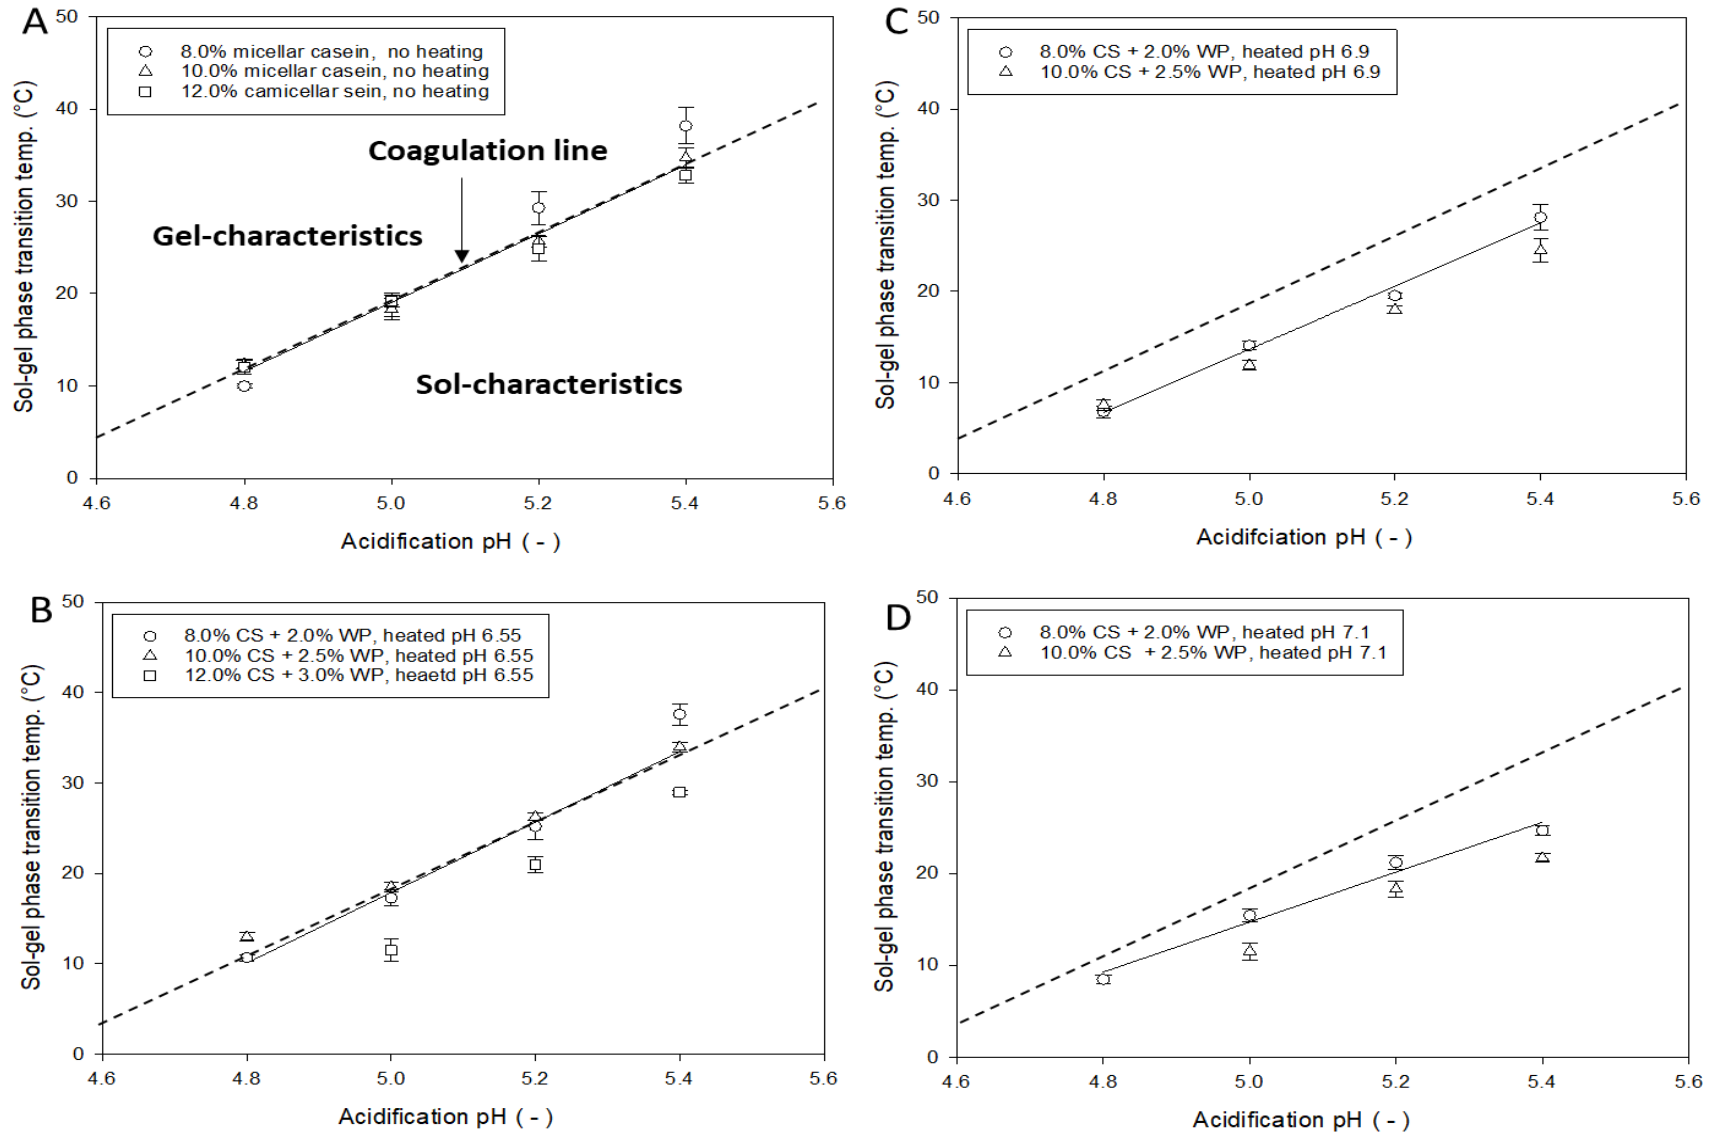 A
Sol-gel phase transition temp. (°C)
50
40
30
20
10
0
8.0% micellar casein, no heating
10.0% micellar casein, no heating
12.0% camicellar sein, no heating
Coagulation line
Gel-characteristics
Sol-characteristics
4.6 4.8 5.0 5.2 5.4 5.6
Acidification pH ( - )
C
Sol-gel phase transition temp. (°C)
50
40
30
20
10
0
8.0% CS + 2.0% WP, heated pH 6.9
10.0% CS + 2.5% WP, heated pH 6.9
4.6 4.8 5.0 5.2 5.4 5.6
Acidifciation pH ( - )
B
Sol-gel phase transition temp. (°C)
50
40
30
20
10
0
8.0% CS + 2.0% WP, heated pH 6.55
10.0% CS + 2.5% WP, heated pH 6.55
12.0% CS + 3.0% WP, heaetd pH 6.55
4.6 4.8 5.0 5.2 5.4 5.6
Acidification pH ( - )
D
Sol-gel phase transition temp. (°C)
50
40
30
20
10
0
8.0% CS + 2.0% WP, heated pH 7.1
10.0% CS + 2.5% WP, heated pH 7.1
4.6 4.8 5.0 5.2 5.4 5.6
Acidification pH ( - )